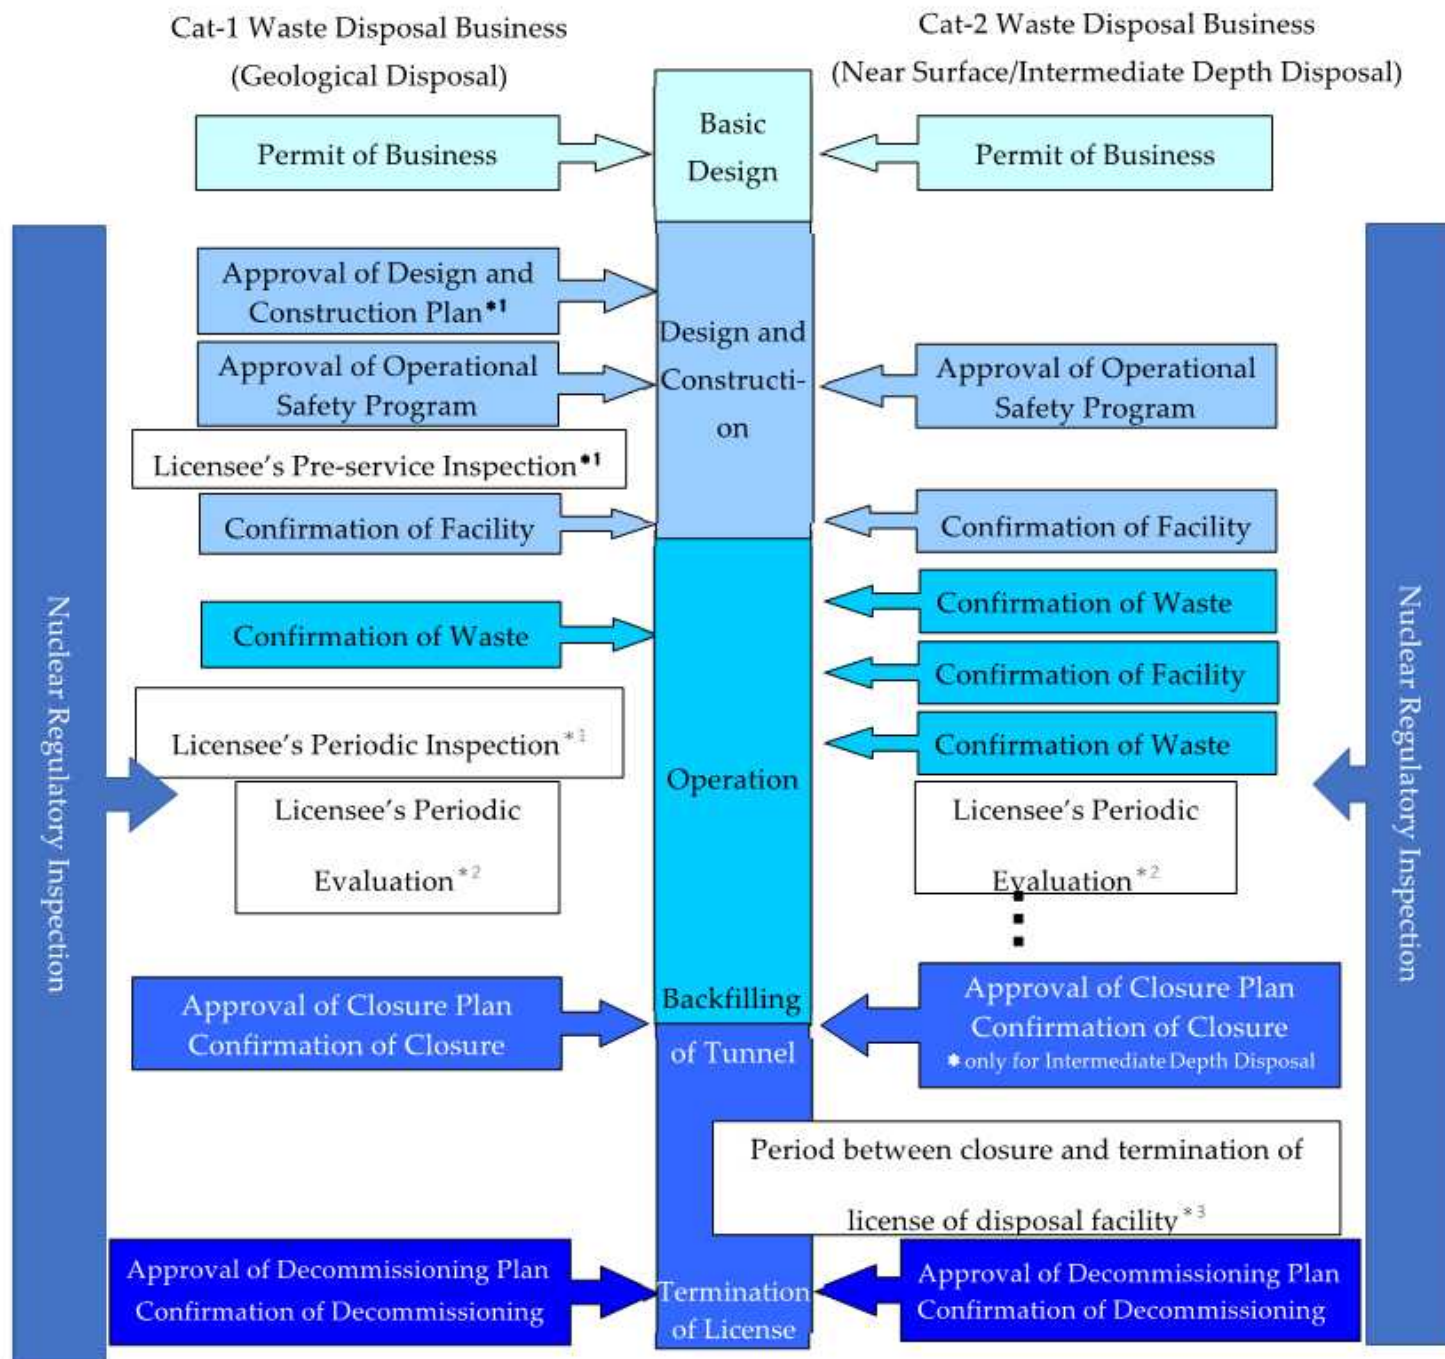 Cat-1 Waste Disposal Business
(Geological Disposal)
Cat-2 Waste Disposal Business
(Near Surface/Intermediate Depth Disposal)
Basic
Design
Permit of Business
Permit of Business
Approval of Design and
Construction Plan*1
Design and
Constructi-
on
Approval of Operational
Safety Program
Approval of Operational
Safety Program
Licensee's Pre-service Inspection*1
Confirmation of Facility
Confirmation of Facility
Nuclear Regulatory Inspection
Nuclear Regulatory Inspection
Confirmation of Waste
Confirmation of Waste
Confirmation of Facility
Confirmation of Waste
Licensee's Periodic Inspection*1
Operation
Licensee's Periodic
Evaluation*2
Licensee's Periodic
Evaluation*2
Approval of Closure Plan
Confirmation of Closure
Backfilling
of Tunnel
Approval of Closure Plan
Confirmation of Closure
* only for Intermediate Depth Disposal
Period between closure and termination of
license of disposal facility*3
Approval of Decommissioning Plan
Confirmation of Decommissioning
Termination
of License
Approval of Decommissioning Plan
Confirmation of Decommissioning